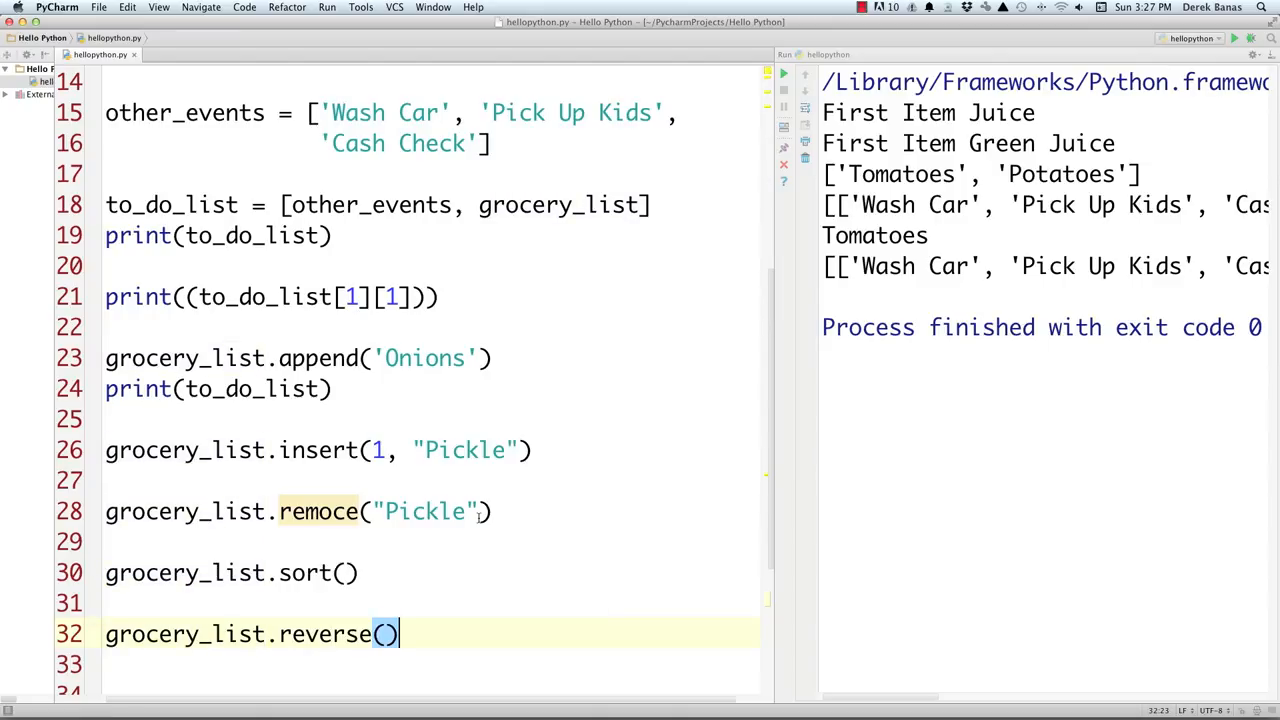 PyCharm File Edit View Navigate Code Refactor Run Tools VCS Window Help 10 Sun 3:27 PM Derek Banas
hellopython.py - Hello Python - [~/PycharmProjects/Hello Python]
Hello Python hellopython.py hellopython
hellopython.py Run hellopython
Hello P
hell
Externa
14
15 other_events = ['Wash Car', 'Pick Up Kids',
16 'Cash Check']
17
18 to_do_list = [other_events, grocery_list]
19 print(to_do_list)
20
21 print((to_do_list[1][1]))
22
23 grocery_list.append('Onions')
24 print(to_do_list)
25
26 grocery_list.insert(1, "Pickle")
27
28 grocery_list.remoce("Pickle")
29
30 grocery_list.sort()
31
32 grocery_list.reverse()
33
34
/Library/Frameworks/Python.framewo
First Item Juice
First Item Green Juice
['Tomatoes', 'Potatoes']
[['Wash Car', 'Pick Up Kids', 'Cas
Tomatoes
[['Wash Car', 'Pick Up Kids', 'Cas
Process finished with exit code 0
32:23 LF UTF-8